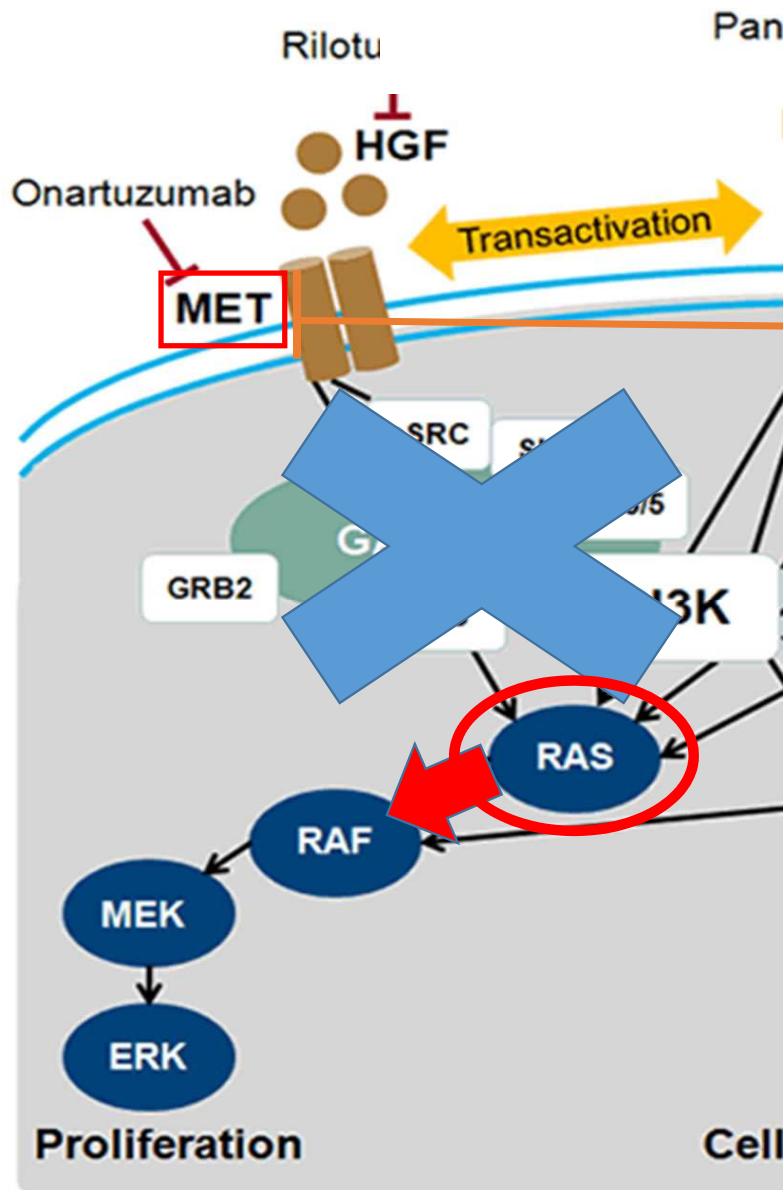 Rilotu
Pan
HGF
Onartuzumab
Transactivation
MET
SRC
GRB2
RAS
RAF
MEK
ERK
Proliferation
Cell